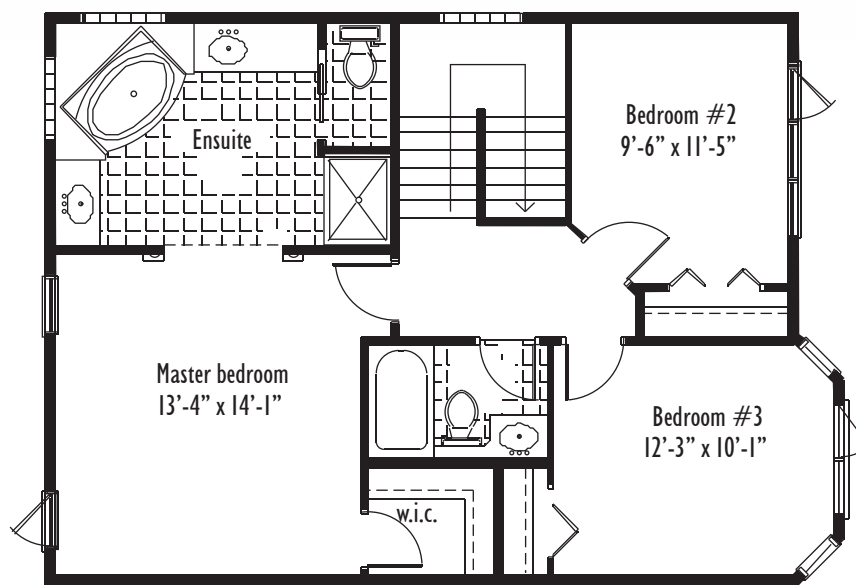 Ensuite
Bedroom #2
9'-6” x 11'-5”
Master bedroom
13'-4” x 14'-1”
Bedroom #3
12'-3” x 10'-1”
w.i.c.